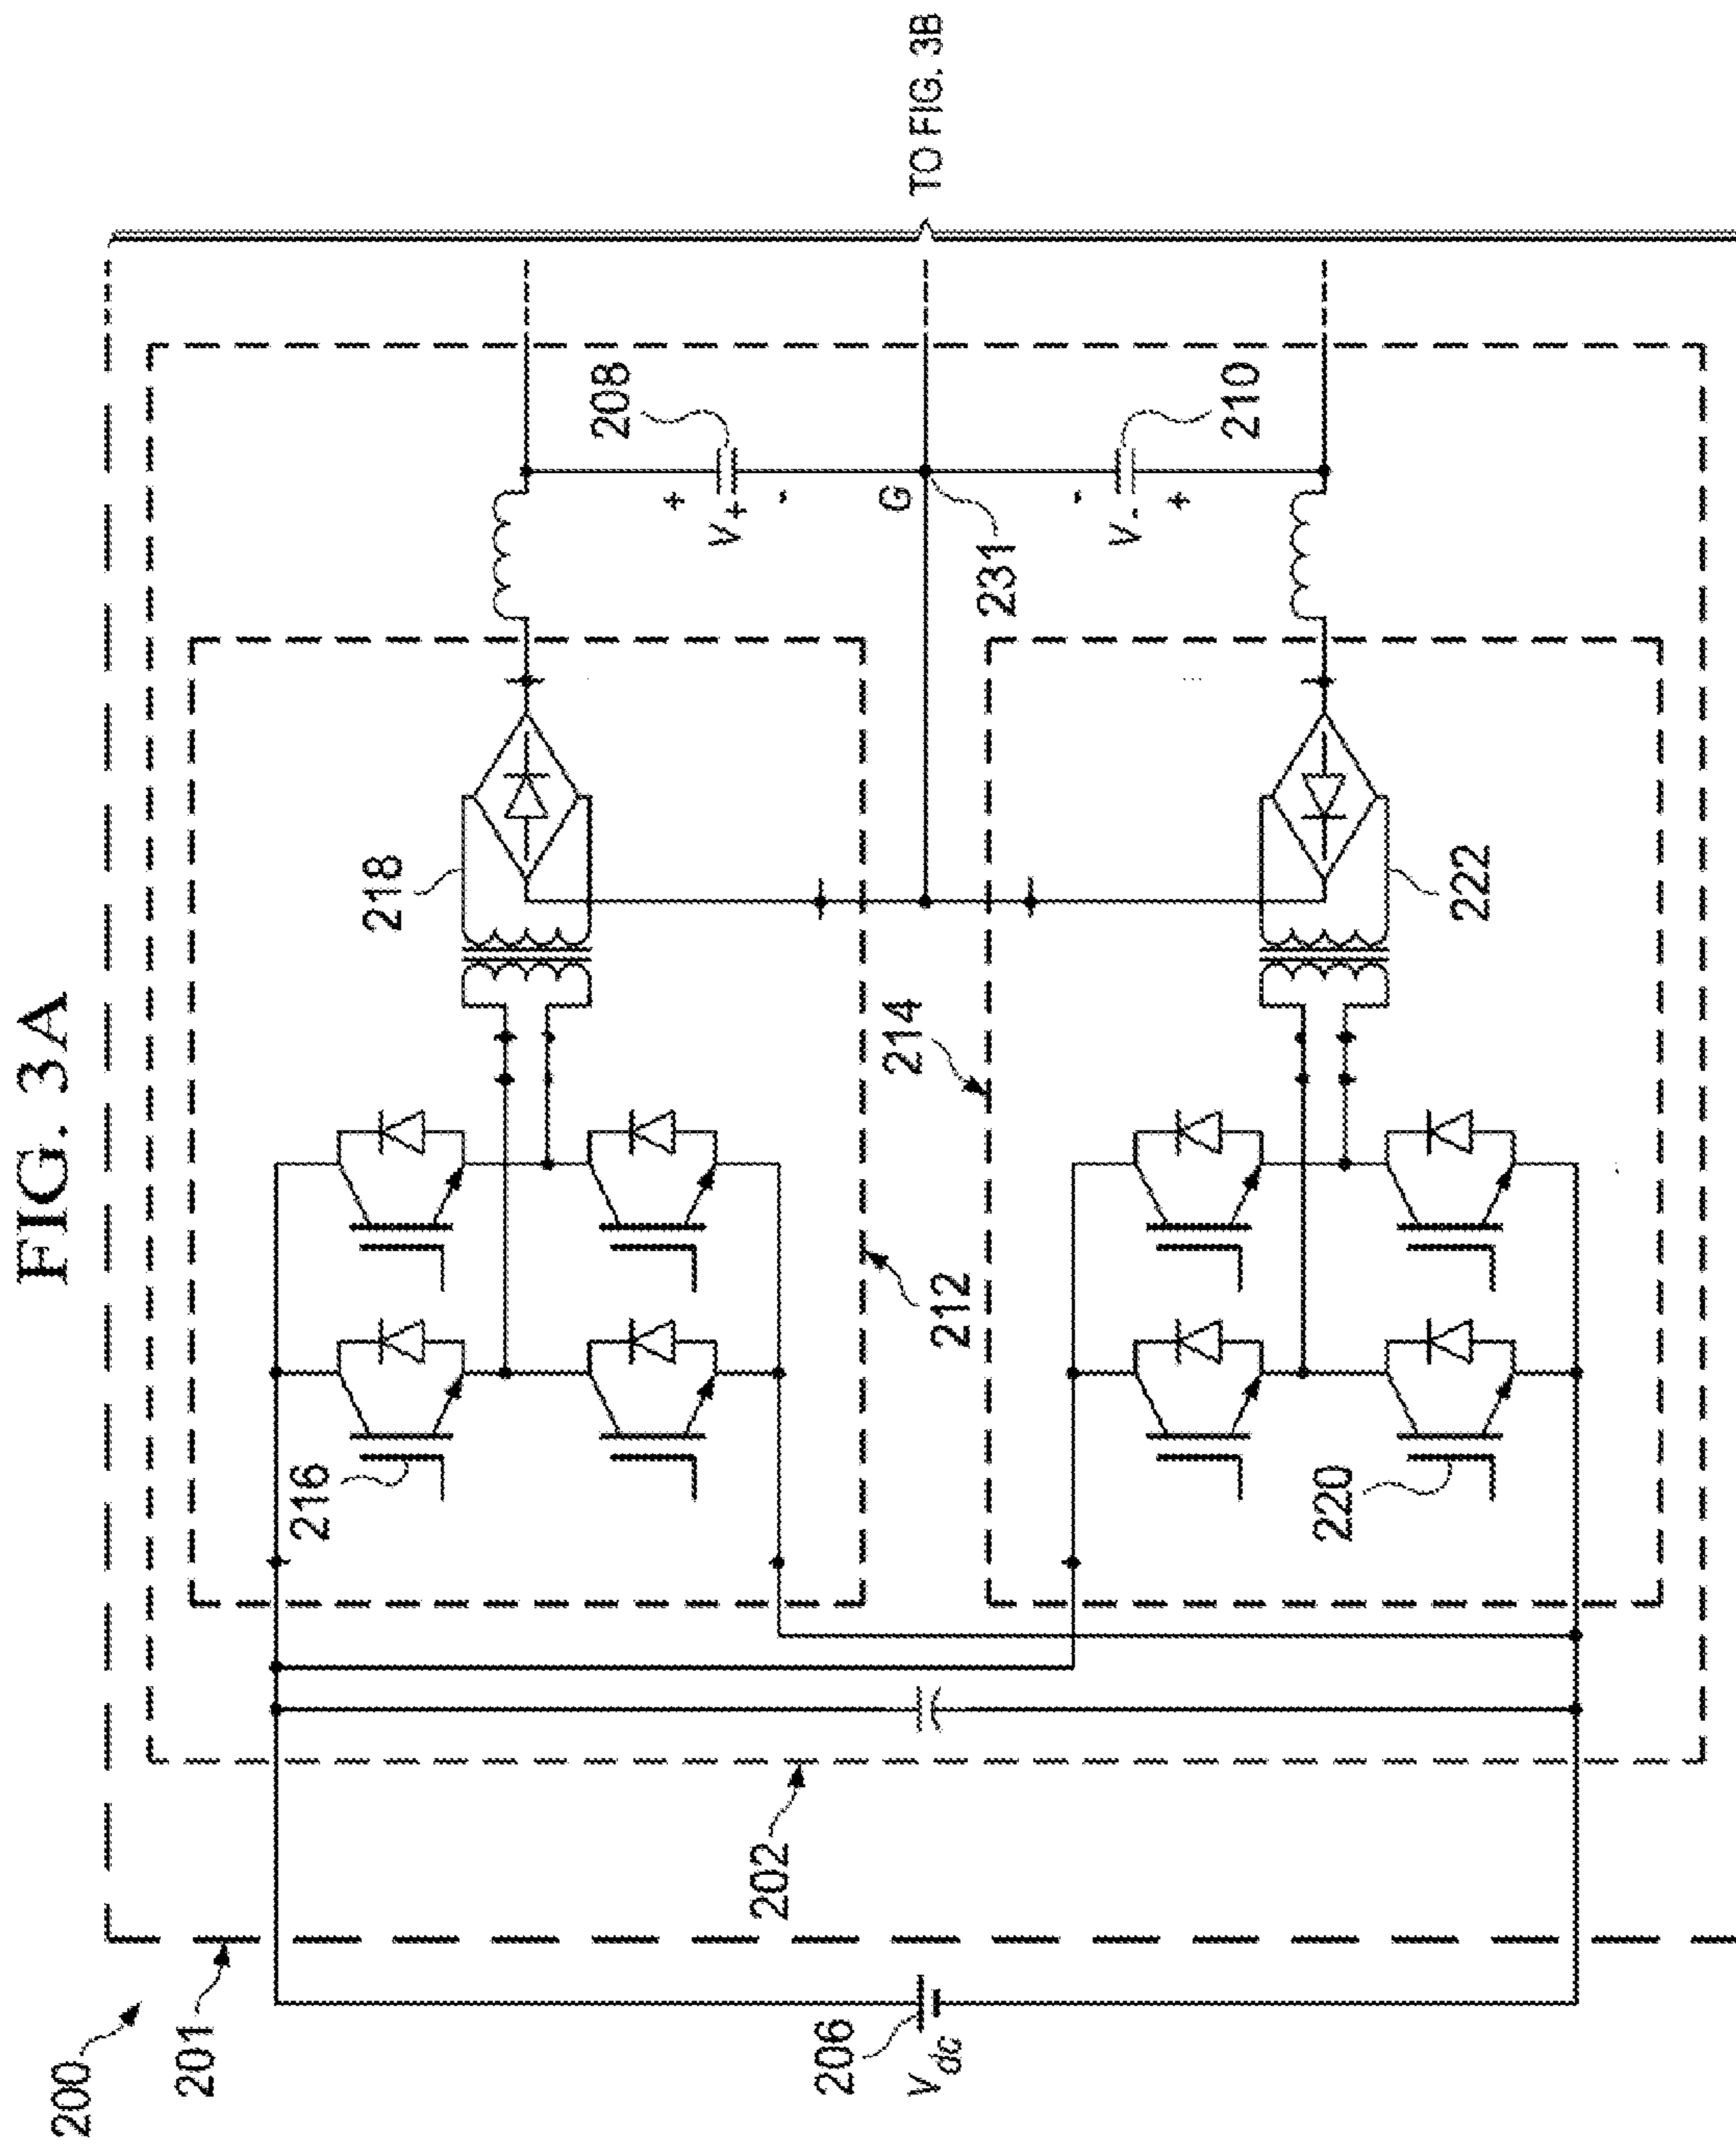 FIG. 3A
200
201
202
206
Vdc
216
212
214
220
218
222
208
+
V+
-
G
231
-
V-
+
210
TO FIG. 3B